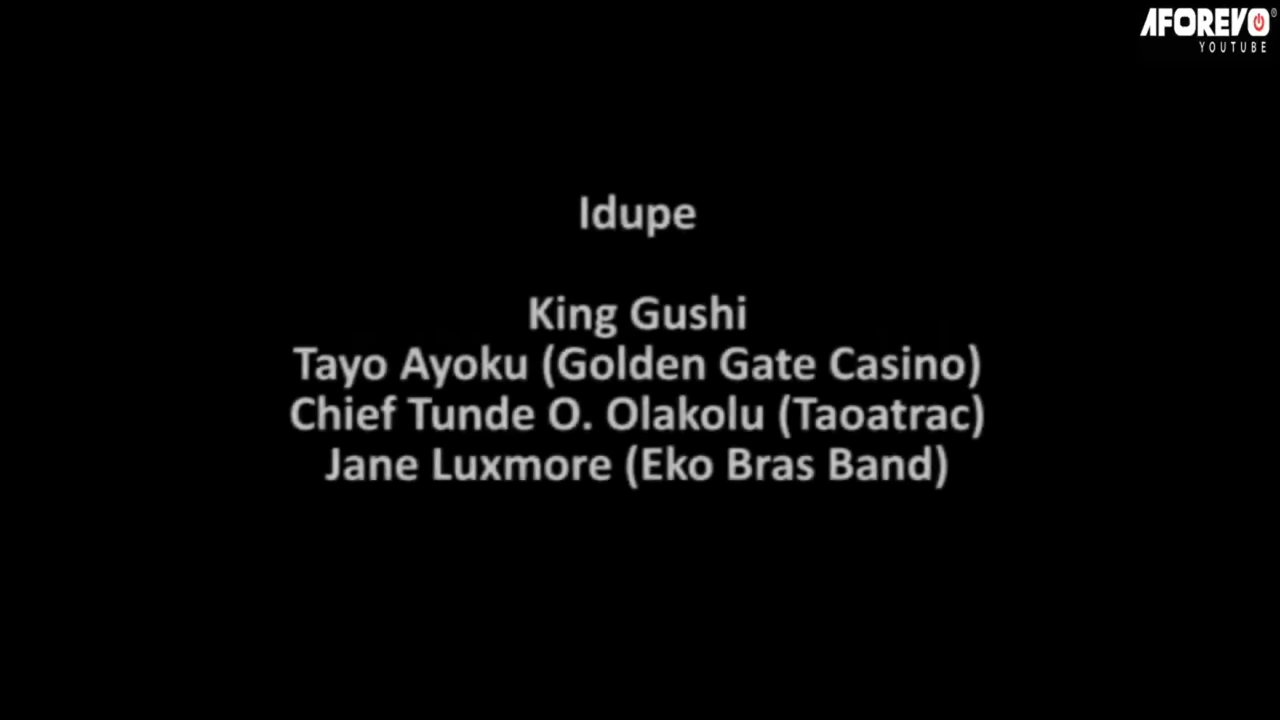 AFOREVO
YOUTUBE
Idupe
King Gushi
Tayo Ayoku (Golden Gate Casino)
Chief Tunde O. Olakolu (Taoatrac)
Jane Luxmore (Eko Bras Band)